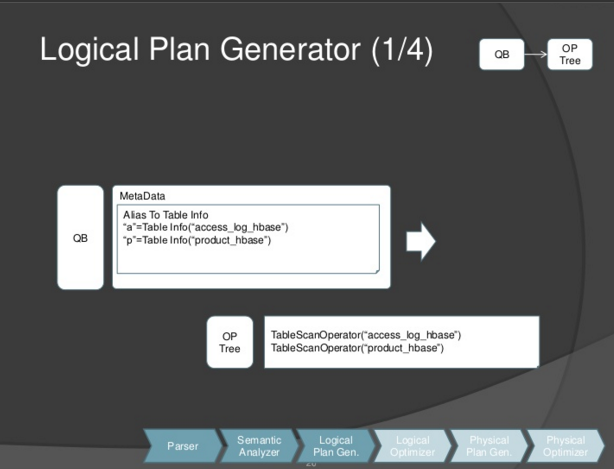 Logical Plan Generator (1/4)
QB
OP
Tree
QB
MetaData
Alias To Table Info
“a”=Table Info(“access_log_hbase”)
“p”=Table Info(“product_hbase”)
OP
Tree
TableScanOperator(“access_log_hbase”)
TableScanOperator(“product_hbase”)
Parser
Semantic
Analyzer
Logical
Plan Gen.
Logical
Optimizer
Physical
Plan Gen.
Physical
Optimizer